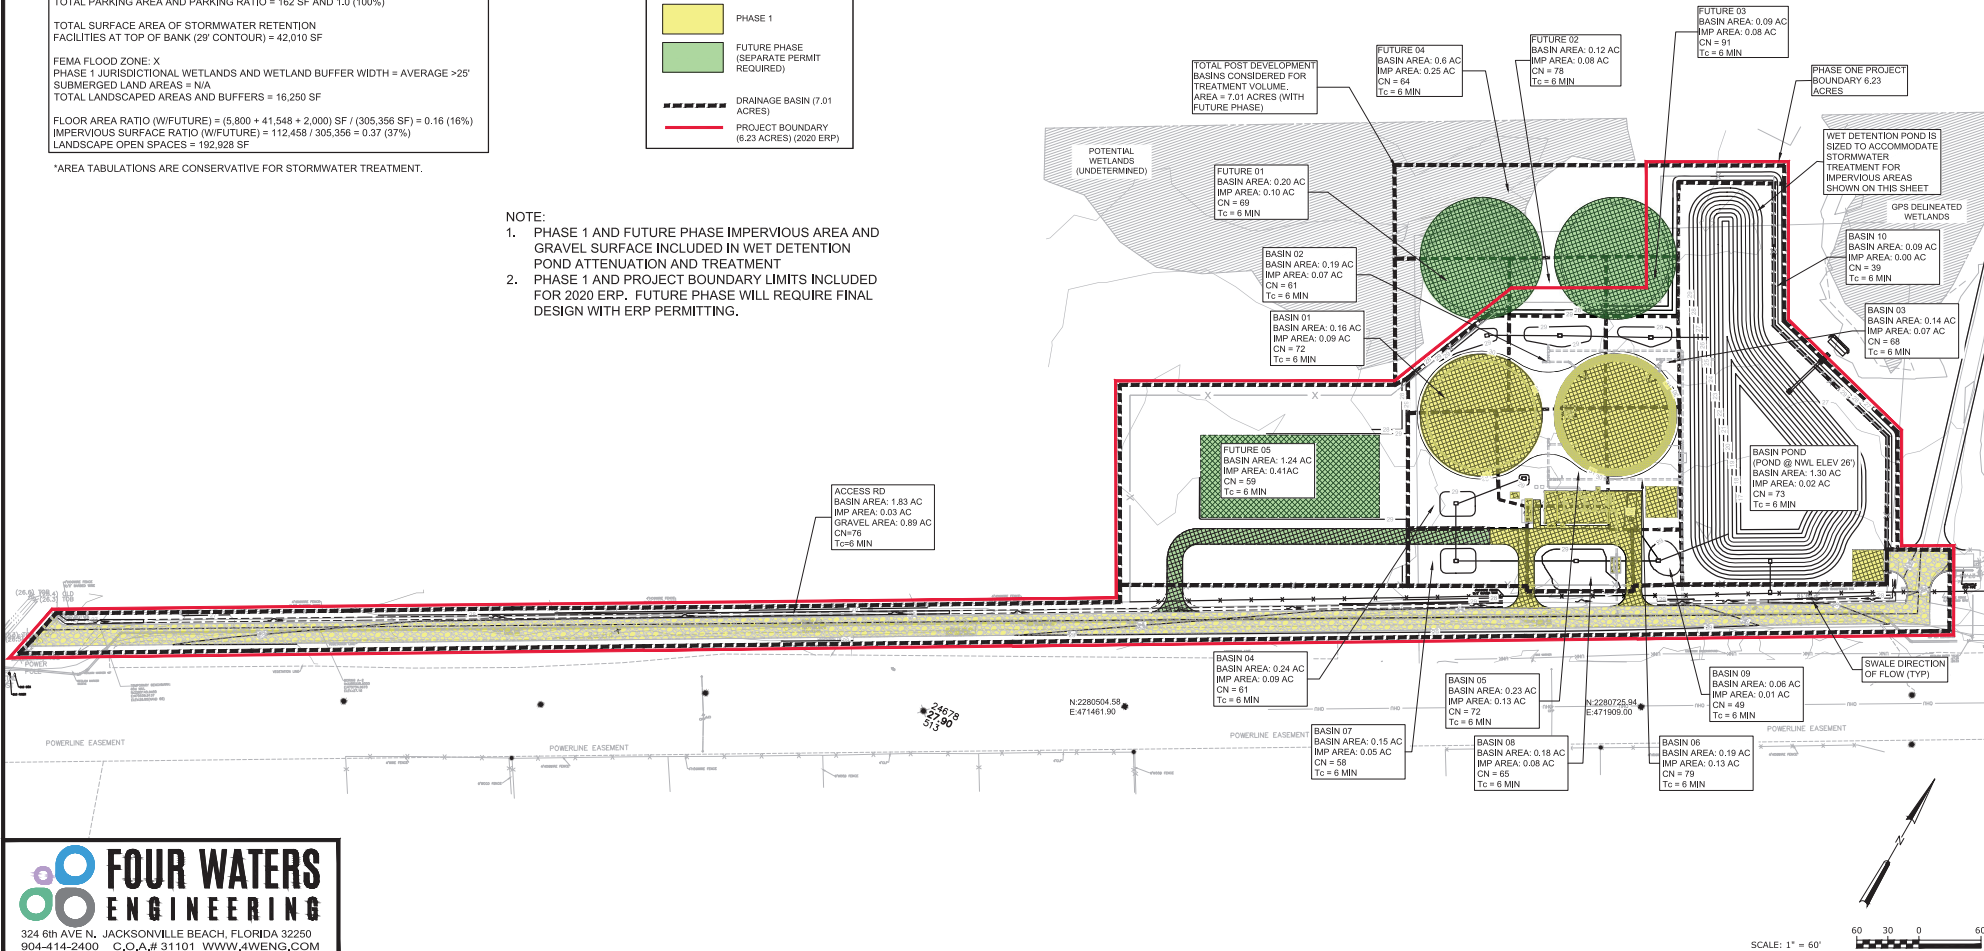 TOTAL PARKING AREA AND PARKING RATIO = 162 SF AND 1.0 (100%)
TOTAL SURFACE AREA OF STORMWATER RETENTION
FACILITIES AT TOP OF BANK (29' CONTOUR) = 42,010 SF
FEMA FLOOD ZONE: X
PHASE 1 JURISDICTIONAL WETLANDS AND WETLAND BUFFER WIDTH = AVERAGE >25'
SUBMERGED LAND AREAS = N/A
TOTAL LANDSCAPED AREAS AND BUFFERS = 16,250 SF
FLOOR AREA RATIO (W/FUTURE) = (5,800 + 41,548 + 2,000) SF / (305,356 SF) = 0.16 (16%)
IMPERVIOUS SURFACE RATIO (W/FUTURE) = 112,458 / 305,356 = 0.37 (37%)
LANDSCAPE OPEN SPACES = 192,928 SF
*AREA TABULATIONS ARE CONSERVATIVE FOR STORMWATER TREATMENT.
PHASE 1
FUTURE PHASE
(SEPARATE PERMIT
REQUIRED)
DRAINAGE BASIN (7.01
ACRES)
PROJECT BOUNDARY
(6.23 ACRES) (2020 ERP)
NOTE:
1. PHASE 1 AND FUTURE PHASE IMPERVIOUS AREA AND
GRAVEL SURFACE INCLUDED IN WET DETENTION
POND ATTENUATION AND TREATMENT
2. PHASE 1 AND PROJECT BOUNDARY LIMITS INCLUDED
FOR 2020 ERP. FUTURE PHASE WILL REQUIRE FINAL
DESIGN WITH ERP PERMITTING.
FUTURE 03
BASIN AREA: 0.09 AC
IMP AREA: 0.08 AC
CN = 91
Tc = 6 MIN
FUTURE 02
BASIN AREA: 0.12 AC
IMP AREA: 0.08 AC
CN = 78
Tc = 6 MIN
FUTURE 04
BASIN AREA: 0.6 AC
IMP AREA: 0.25 AC
CN = 64
Tc = 6 MIN
TOTAL POST DEVELOPMENT
BASINS CONSIDERED FOR
TREATMENT VOLUME.
AREA = 7.01 ACRES (WITH
FUTURE PHASE)
PHASE ONE PROJECT
BOUNDARY 6.23
ACRES
WET DETENTION POND IS
SIZED TO ACCOMMODATE
STORMWATER
TREATMENT FOR
IMPERVIOUS AREAS
SHOWN ON THIS SHEET
POTENTIAL
WETLANDS
(UNDETERMINED)
GPS DELINEATED
WETLANDS
FUTURE 01
BASIN AREA: 0.20 AC
IMP AREA: 0.10 AC
CN = 69
Tc = 6 MIN
BASIN 10
BASIN AREA: 0.09 AC
IMP AREA: 0.00 AC
CN = 39
Tc = 6 MIN
BASIN 02
BASIN AREA: 0.19 AC
IMP AREA: 0.07 AC
CN = 61
Tc = 6 MIN
BASIN 03
BASIN AREA: 0.14 AC
IMP AREA: 0.07 AC
CN = 68
Tc = 6 MIN
BASIN 01
BASIN AREA: 0.16 AC
IMP AREA: 0.09 AC
CN = 72
Tc = 6 MIN
FUTURE 05
BASIN AREA: 1.24 AC
IMP AREA: 0.41AC
CN = 59
Tc = 6 MIN
BASIN POND
(POND @ NWL ELEV 26')
BASIN AREA: 1.30 AC
IMP AREA: 0.02 AC
CN = 73
Tc = 6 MIN
ACCESS RD
BASIN AREA: 1.83 AC
IMP AREA: 0.03 AC
GRAVEL AREA: 0.89 AC
CN=76
Tc=6 MIN
BASIN 04
BASIN AREA: 0.24 AC
IMP AREA: 0.09 AC
CN = 61
Tc = 6 MIN
BASIN 05
BASIN AREA: 0.23 AC
IMP AREA: 0.13 AC
CN = 72
Tc = 6 MIN
BASIN 09
BASIN AREA: 0.06 AC
IMP AREA: 0.01 AC
CN = 49
Tc = 6 MIN
SWALE DIRECTION
OF FLOW (TYP)
BASIN 07
BASIN AREA: 0.15 AC
IMP AREA: 0.05 AC
CN = 58
Tc = 6 MIN
BASIN 08
BASIN AREA: 0.18 AC
IMP AREA: 0.08 AC
CN = 65
Tc = 6 MIN
BASIN 06
BASIN AREA: 0.19 AC
IMP AREA: 0.13 AC
CN = 79
Tc = 6 MIN
POWER
POLE
24678
27.90
513
N:2280504.58
E:471461.90
N:2280725.94
E:471909.00
POWERLINE EASEMENT
POWERLINE EASEMENT
POWERLINE EASEMENT
POWERLINE EASEMENT
FOUR WATERS
ENGINEERING
324 6th AVE N. JACKSONVILLE BEACH, FLORIDA 32250
904-414-2400 C.O.A.# 31101 WWW.4WENG.COM
N
SCALE: 1" = 60'
60 30 0 60